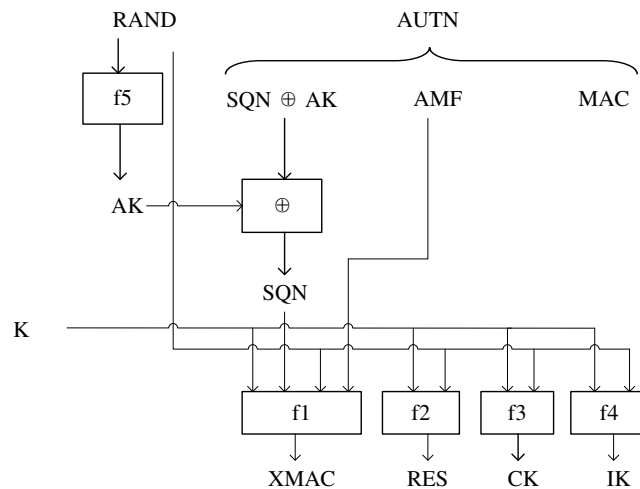 RAND AUTN
f5
SQN ⊕ AK AMF MAC
AK ⊕
SQN
K
f1 f2 f3 f4
XMAC RES CK IK